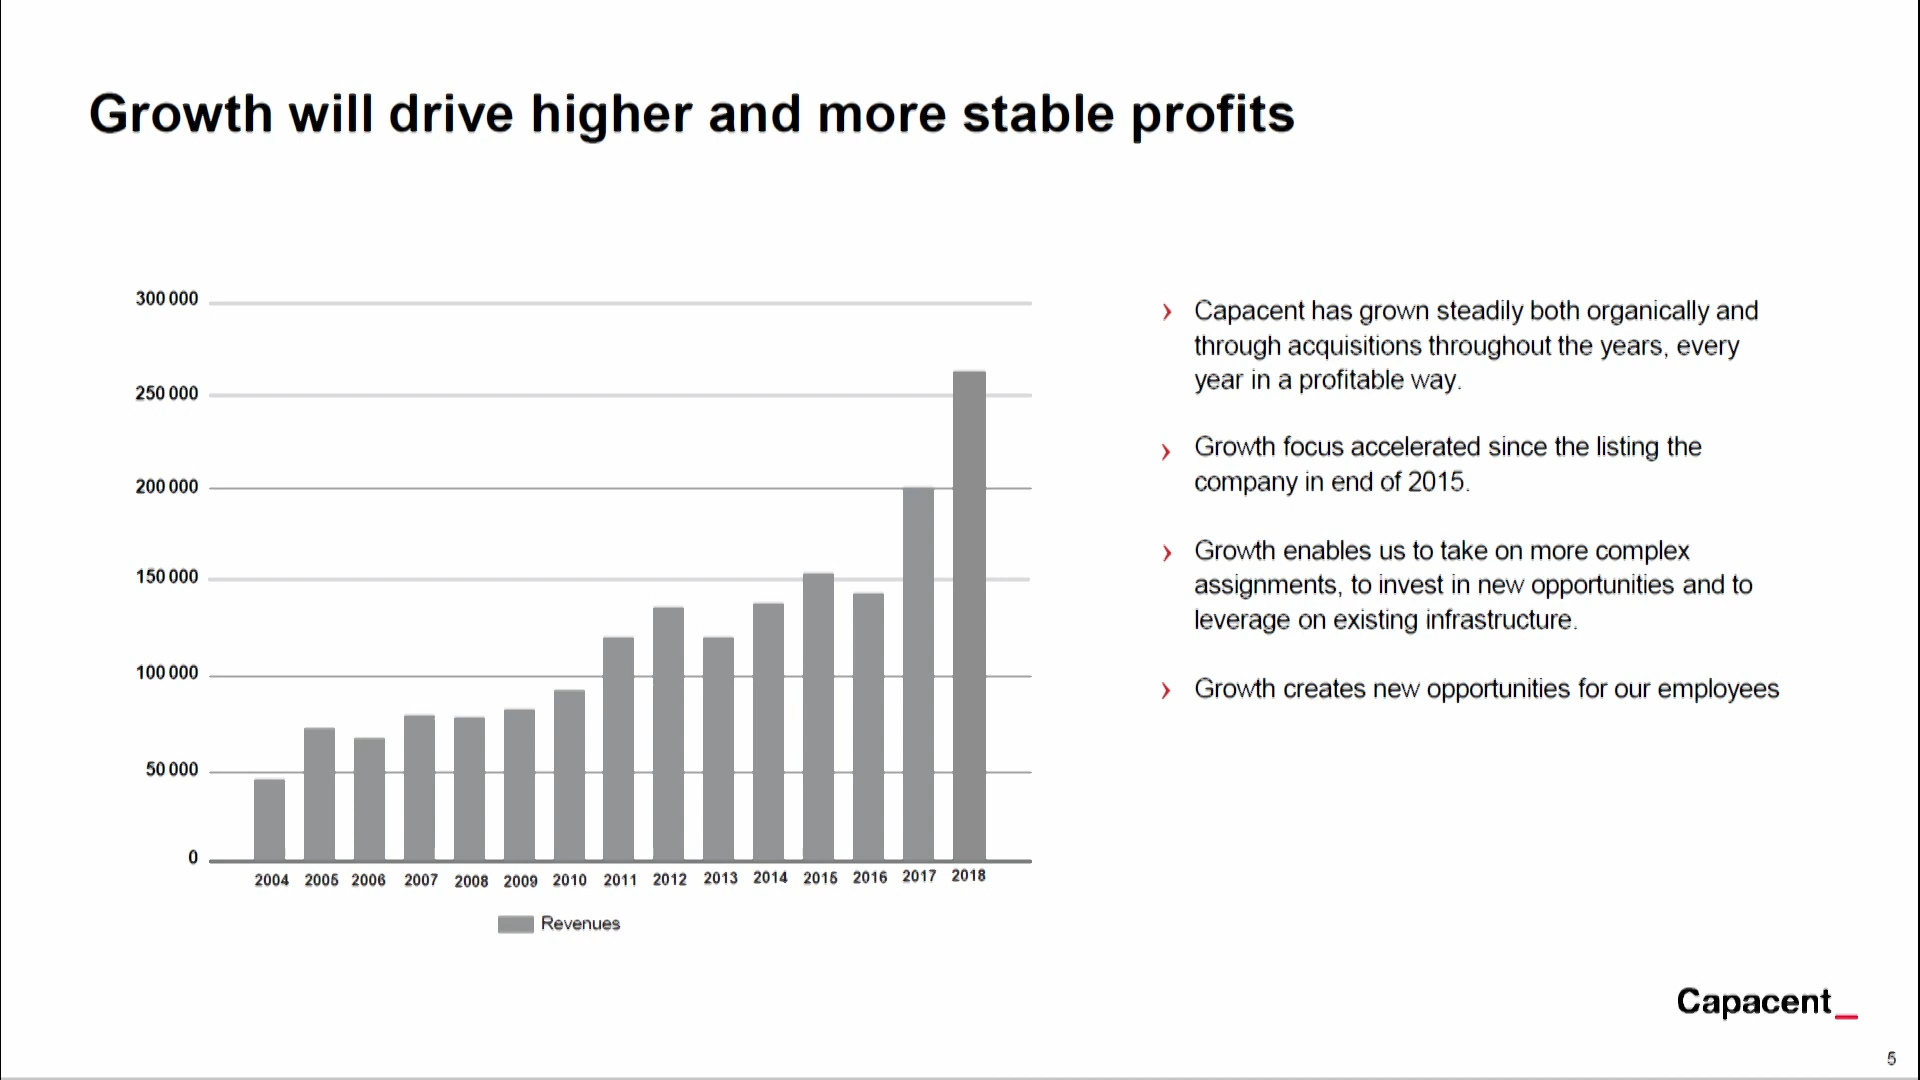 Growth will drive higher and more stable profits
300 000
250 000
200 000
150 000
100 000
50 000
0
2004 2005 2006 2007 2008 2009 2010 2011 2012 2013 2014 2015 2016 2017 2018
Revenues
› Capacent has grown steadily both organically and
through acquisitions throughout the years, every
year in a profitable way.
› Growth focus accelerated since the listing the
company in end of 2015.
› Growth enables us to take on more complex
assignments, to invest in new opportunities and to
leverage on existing infrastructure.
› Growth creates new opportunities for our employees
Capacent_
5